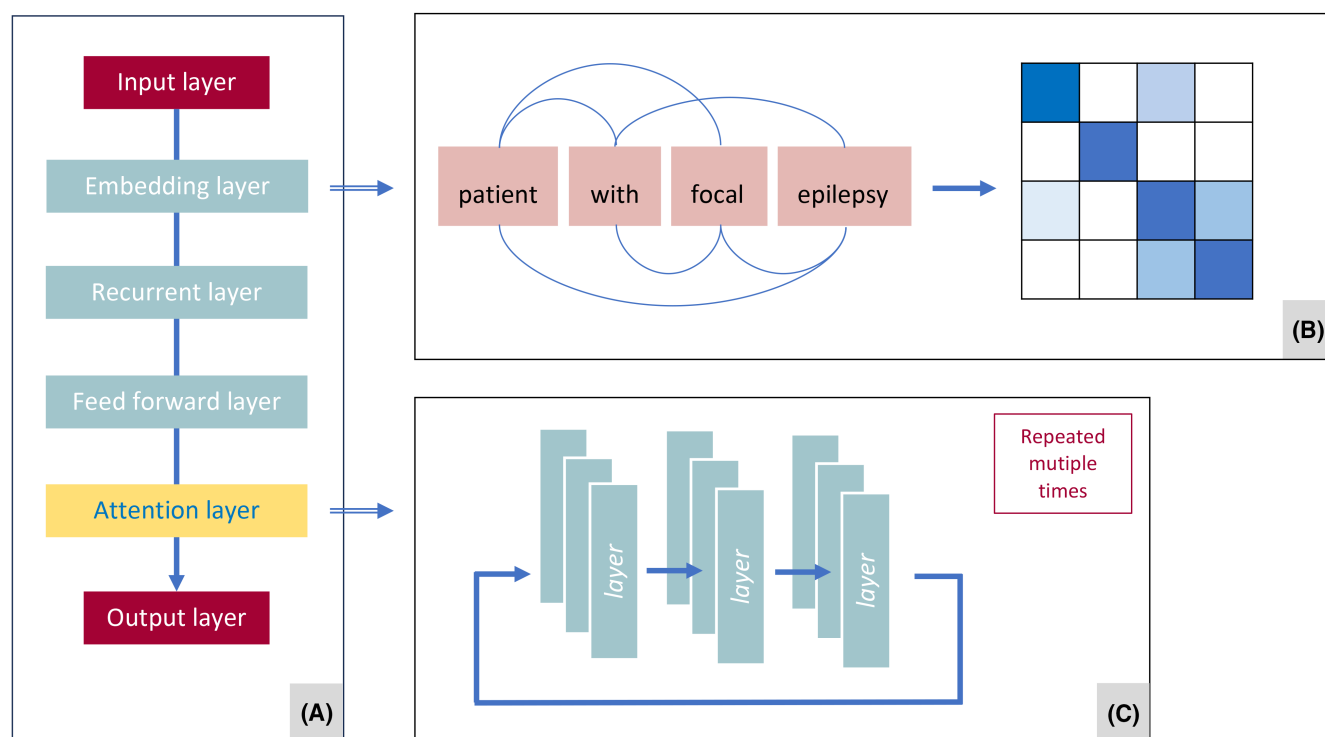 Input layer
Embedding layer
Recurrent layer
Feed forward layer
Attention layer
Output layer
(A)
patient with focal epilepsy
(B)
Repeated
mutiple
times
layer layer layer
(C)